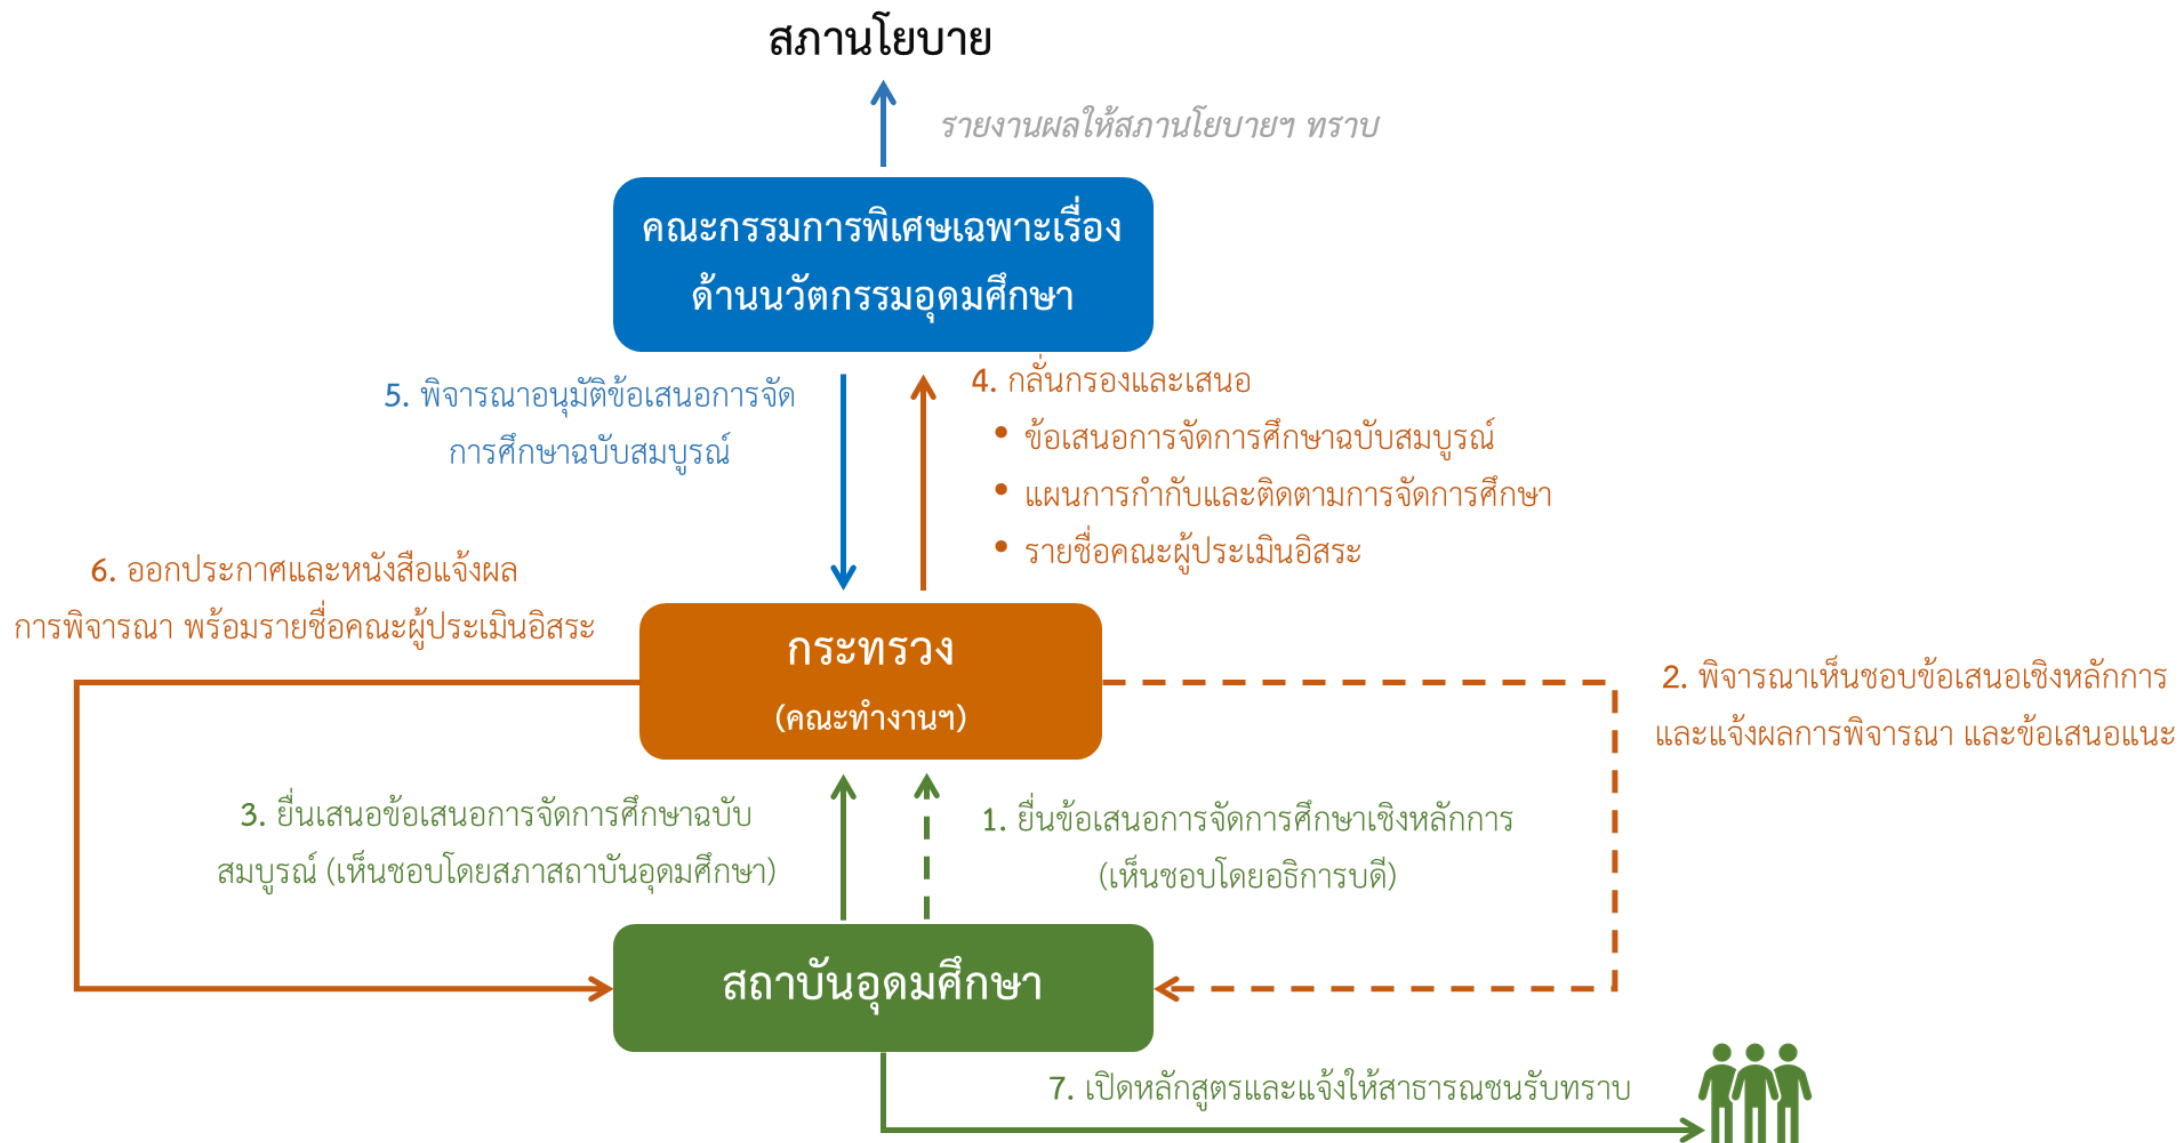 สภานโยบาย
รายงานผลให้สภานโยบายฯ ทราบ
คณะกรรมการพิเศษเฉพาะเรื่อง
ด้านนวัตกรรมอุดมศึกษา
5. พิจารณาอนุมัติข้อเสนอการจัด
การศึกษาฉบับสมบูรณ์
4. กลั่นกรองและเสนอ
• ข้อเสนอการจัดการศึกษาฉบับสมบูรณ์
• แผนการกำกับและติดตามการจัดการศึกษา
• รายชื่อคณะผู้ประเมินอิสระ
6. ออกประกาศและหนังสือแจ้งผล
การพิจารณา พร้อมรายชื่อคณะผู้ประเมินอิสระ
กระทรวง
(คณะทำงานฯ)
2. พิจารณาเห็นชอบข้อเสนอเชิงหลักการ
และแจ้งผลการพิจารณา และข้อเสนอแนะ
3. ยื่นเสนอข้อเสนอการจัดการศึกษาฉบับ
สมบูรณ์ (เห็นชอบโดยสภาสถาบันอุดมศึกษา)
1. ยื่นข้อเสนอการจัดการศึกษาเชิงหลักการ
(เห็นชอบโดยอธิการบดี)
สถาบันอุดมศึกษา
7. เปิดหลักสูตรและแจ้งให้สาธารณชนรับทราบ